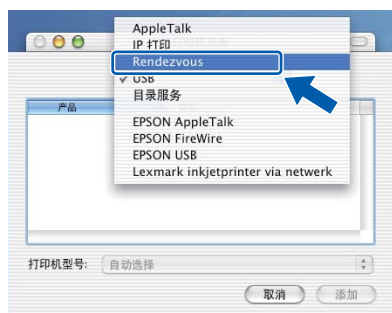 AppleTalk
IP 打印
Rendezvous
✓ USB
目录服务
EPSON AppleTalk
EPSON FireWire
EPSON USB
Lexmark inkjetprinter via netwerk
产品
打印机型号: 自动选择
取消 添加